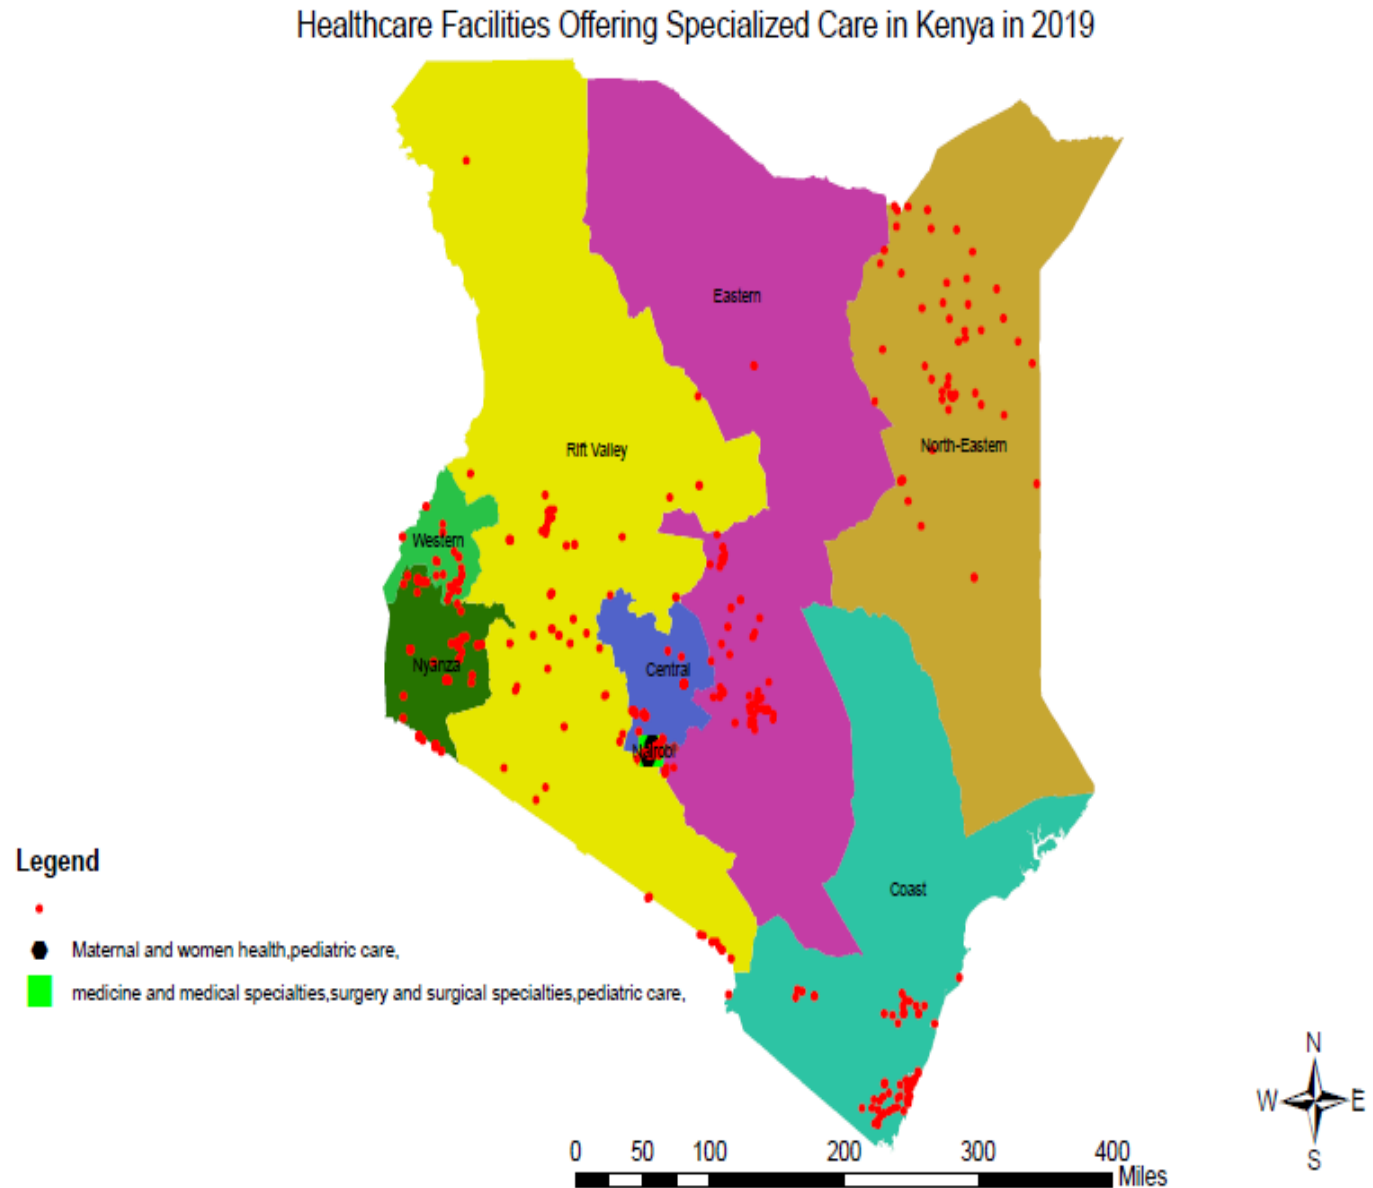 Healthcare Facilities Offering Specialized Care in Kenya in 2019
Eastern
North-Eastern
Rift Valley
Western
Nyanza
Central
Nairobi
Coast
Legend
Maternal and women health,pediatric care,
medicine and medical specialties,surgery and surgical specialties,pediatric care,
N
W E
S
0 50 100 200 300 400
Miles